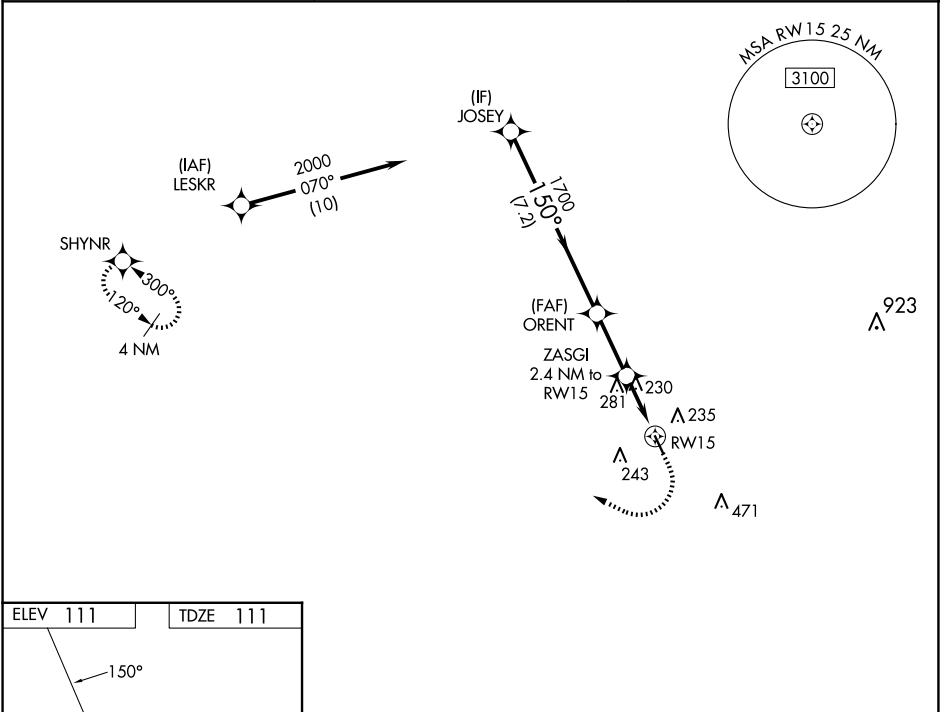 MSA RW15 25 NM
3100
(IF)
JOSEY
(IAF)
LESKR
2000
070°
(10)
1700
150°
(7.2)
SHYNR
300°
120°
4 NM
(FAF)
ORENT
923
ZASGI
2.4 NM to
RW15
281
230
235
RW15
243
471
ELEV 111
TDZE 111
150°